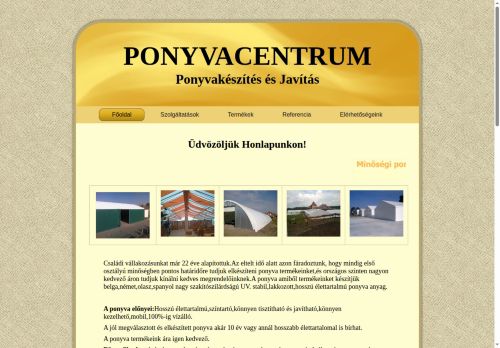 PONYVACENTRUM
Ponyvakészítés és Javítás
Főoldal Szolgáltatások Termékek Referencia Elérhetőségeink
Üdvözöljük Honlapunkon!
Minőségi por
Családi vállalkozásunkat már 22 éve alapítottuk.Az eltelt idő alatt azon fáradoztunk, hogy mindig első
osztályú minőségben pontos határidőre tudjuk elkészíteni ponyva termékeinket,és országos szinten nagyon
kedvező áron tudjuk kínálni kedves megrendelőinknek.A ponyva amiből termékeinket készítjük
belga,német,olasz,spanyol nagy szakítószilárdságú UV. stabil,lakkozott,hosszú élettartalmú ponyva anyag.
A ponyva előnyei:Hosszú élettartalmú,színtartó,könnyen tisztítható és javítható,könnyen
kezelhető,mobil,100%-ig vízálló.
A jól megválasztott és elkészített ponyva akár 10 év vagy annál hosszabb élettartalomal is bírhat.
A ponyva termékeink ára igen kedvező.